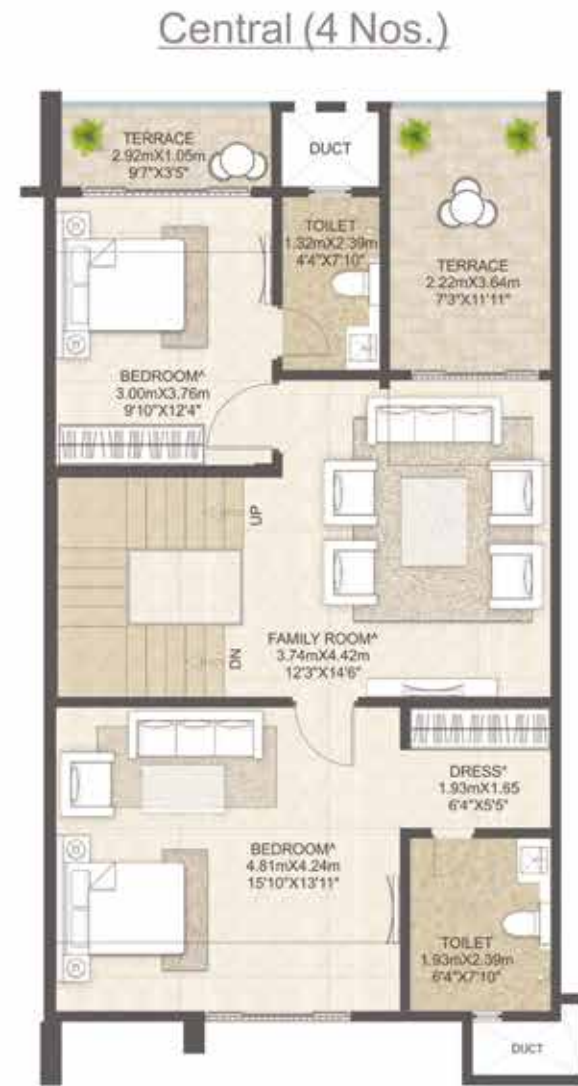 Central (4 Nos.)
TERRACE
2.92mX1.05m
9'7"X3'5"
DUCT
TOILET
1.32mX2.39m
4'4"X7'10"
TERRACE
2.22mX3.64m
7'3"X11'11"
BEDROOM^
3.00mX3.76m
9'10"X12'4"
UP
DN
FAMILY ROOM^
3.74mX4.42m
12'3"X14'6"
DRESS^
1.93mX1.65
6'4"X5'5"
BEDROOM^
4.81mX4.24m
15'10"X13'11"
TOILET
1.93mX2.39m
6'4"X7'10"
DUCT